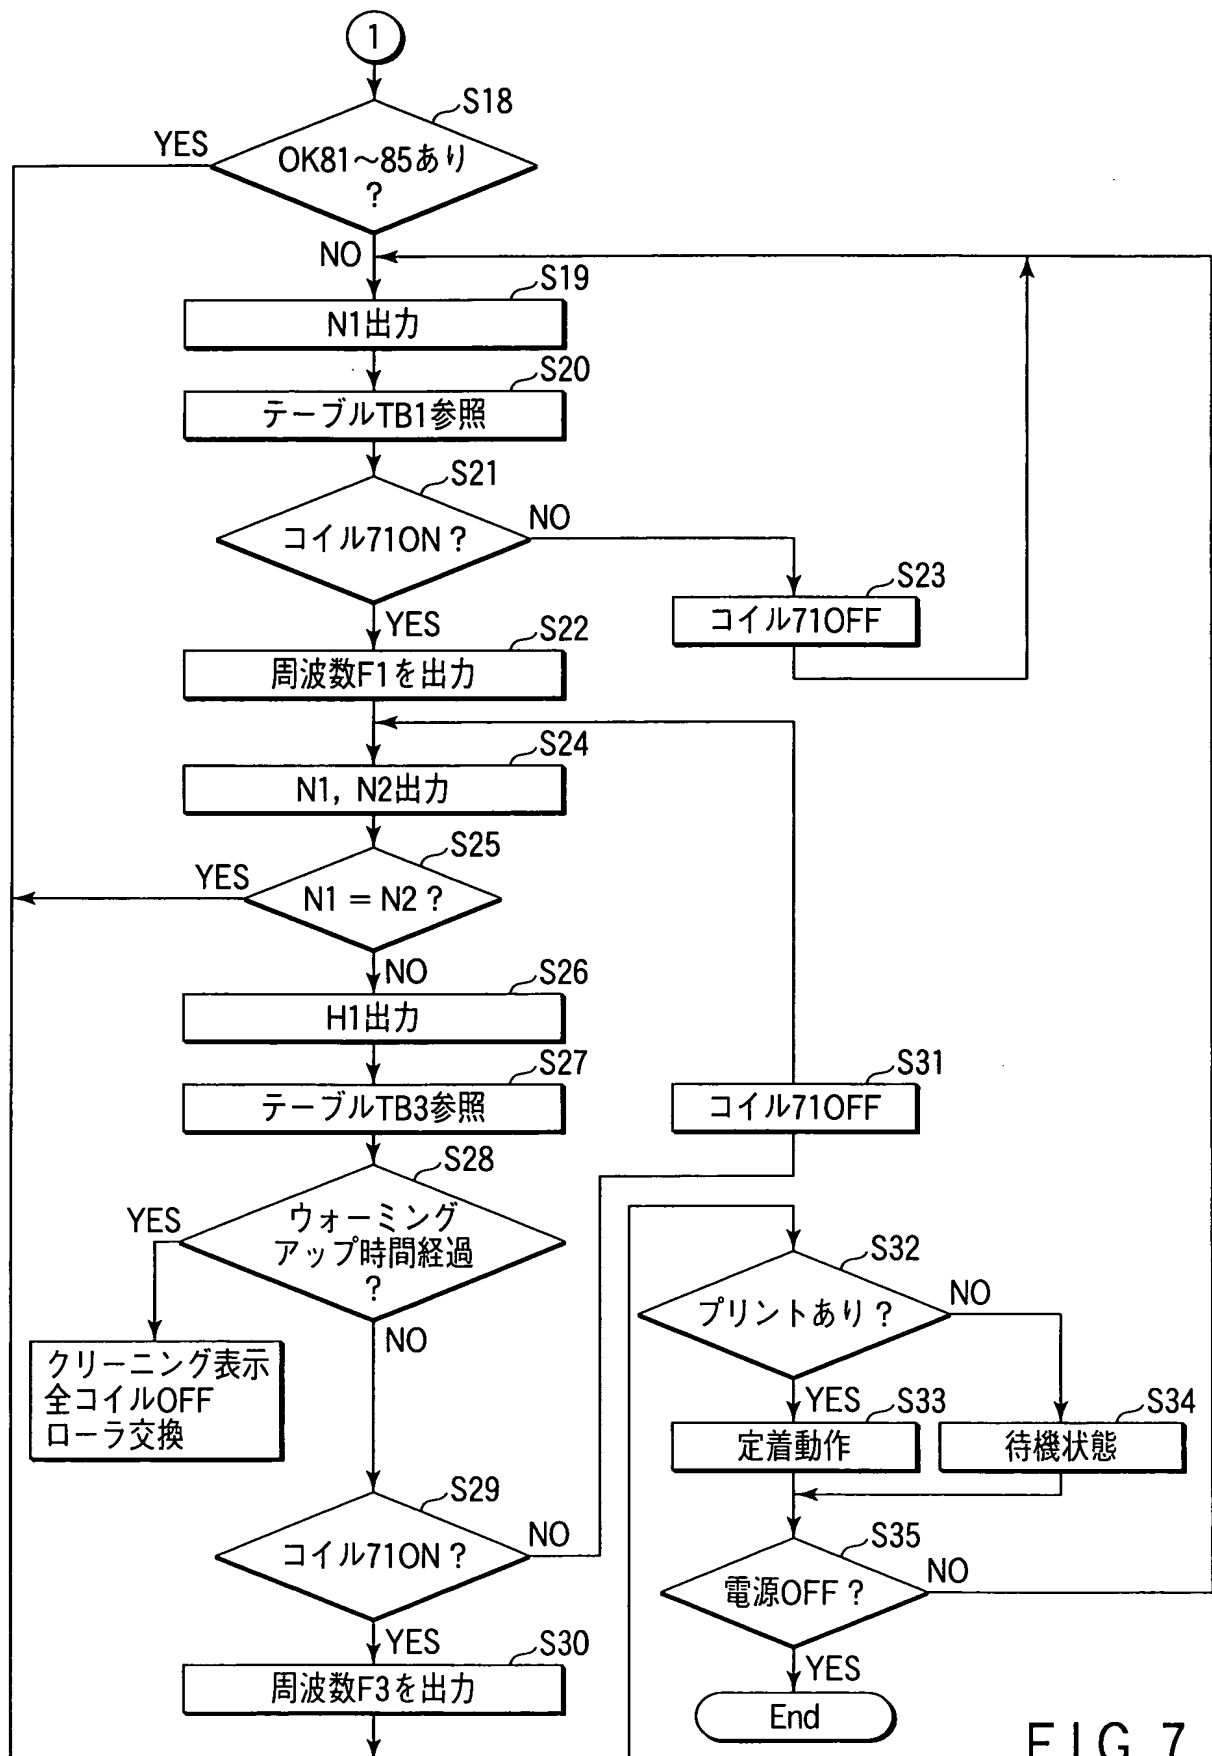 1
S18
YES
OK81～85あり
？
NO
S19
N1出力
S20
テーブルTB1参照
S21
コイル71ON？
NO
S23
コイル71OFF
YES
S22
周波数F1を出力
S24
N1, N2出力
S25
YES
N1 = N2？
NO
S26
H1出力
S27
テーブルTB3参照
S31
コイル71OFF
S28
YES
ウォーミング
アップ時間経過
？
NO
クリーニング表示
全コイルOFF
ローラ交換
S29
コイル71ON？
NO
YES
S30
周波数F3を出力
S32
プリントあり？
NO
YES
S33
定着動作
S34
待機状態
S35
電源OFF？
NO
YES
End
FIG. 7